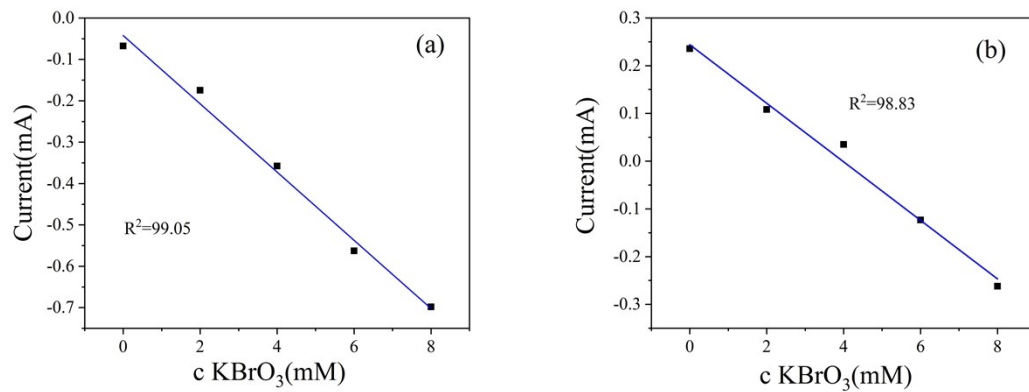 (a)
Current(mA)
0.0
-0.1
-0.2
-0.3
-0.4
-0.5
-0.6
-0.7
R²=99.05
0 2 4 6 8
c KBrO₃(mM)
(b)
Current(mA)
0.3
0.2
0.1
0.0
-0.1
-0.2
-0.3
R²=98.83
0 2 4 6 8
c KBrO₃(mM)